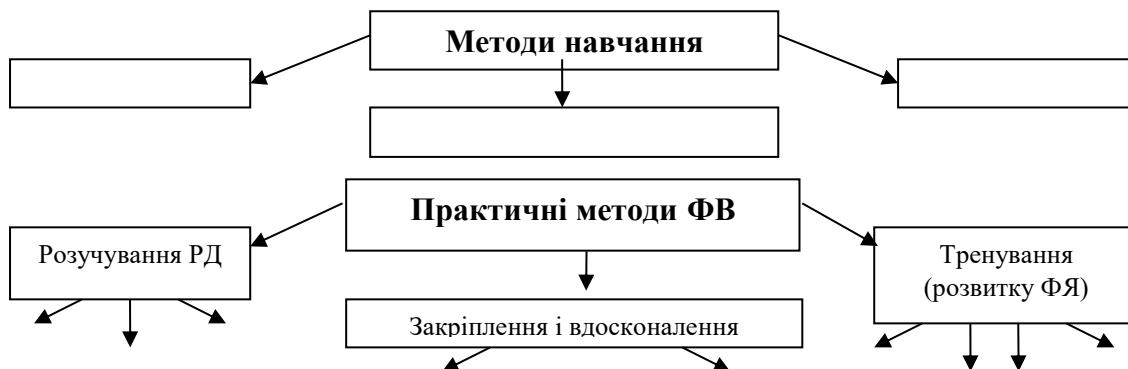 Методи навчання
Практичні методи ФВ
Розучування РД
Тренування
(розвитку ФЯ)
Закріплення і вдосконалення